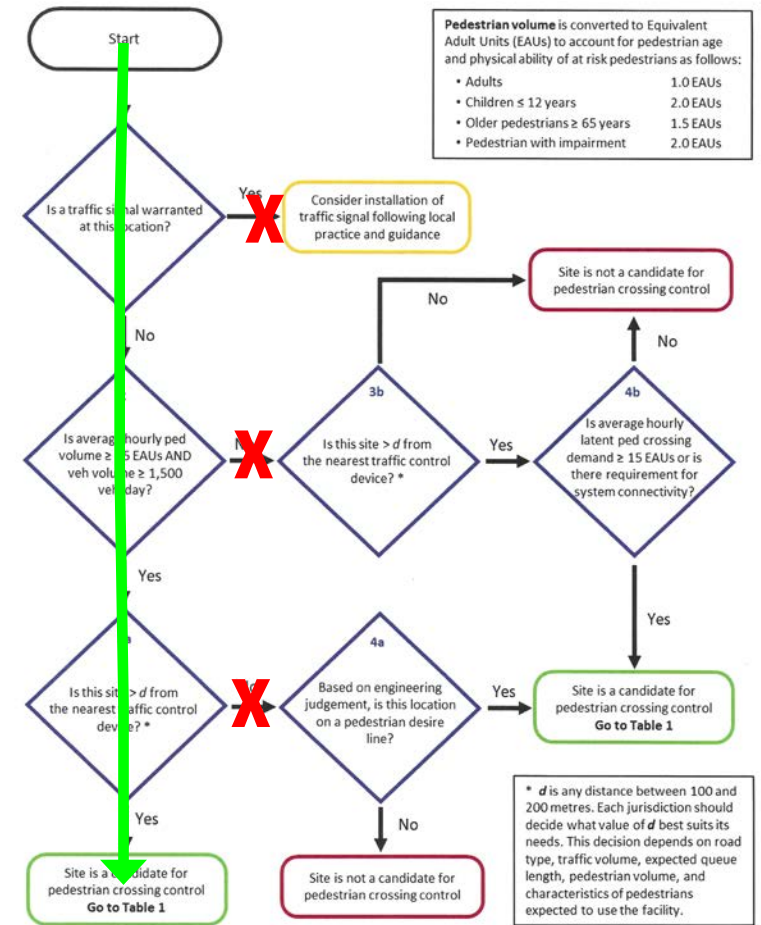 Start
Pedestrian volume is converted to Equivalent
Adult Units (EAUs) to account for pedestrian age
and physical ability of at risk pedestrians as follows:
• Adults 1.0 EAUs
• Children ≤ 12 years 2.0 EAUs
• Older pedestrians ≥ 65 years 1.5 EAUs
• Pedestrian with impairment 2.0 EAUs
Is a traffic signal warranted
at this location?
Yes
X
Consider installation of
traffic signal following local
practice and guidance
No
Site is not a candidate for
pedestrian crossing control
No
No
Is average hourly ped
volume ≥ 5 EAUs AND
veh volume ≥ 1,500
veh day?
X
3b
Is this site > d from
the nearest traffic control
device? *
Yes
4b
Is average hourly
latent ped crossing
demand ≥ 15 EAUs or is
there requirement for
system connectivity?
Yes
Yes
Is this site > d from
the nearest traffic control
device? *
X
4a
Based on engineering
judgement, is this location
on a pedestrian desire
line?
Yes
Site is a candidate for
pedestrian crossing control
Go to Table 1
Yes
No
Site is a candidate for
pedestrian crossing control
Go to Table 1
Site is not a candidate for
pedestrian crossing control
* d is any distance between 100 and
200 metres. Each jurisdiction should
decide what value of d best suits its
needs. This decision depends on road
type, traffic volume, expected queue
length, pedestrian volume, and
characteristics of pedestrians
expected to use the facility.